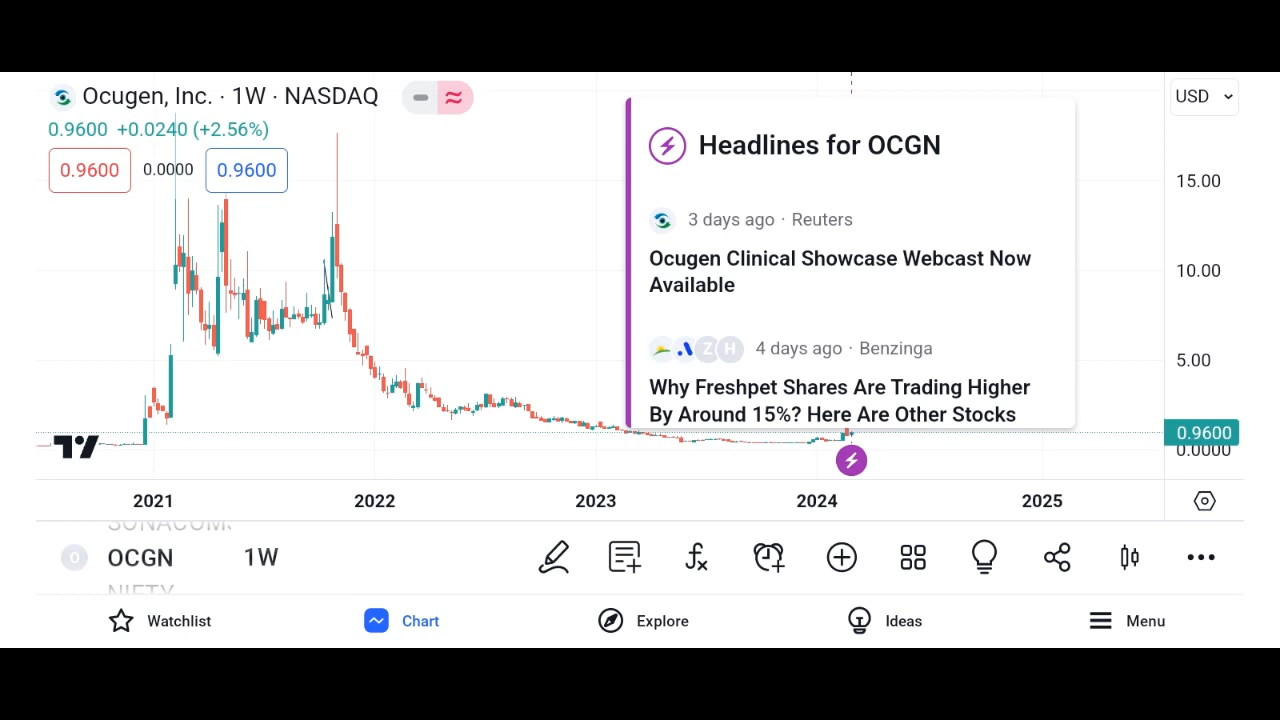 Ocugen, Inc. · 1W · NASDAQ
USD
0.9600 +0.0240 (+2.56%)
0.9600 0.0000 0.9600
Headlines for OCGN
3 days ago · Reuters
Ocugen Clinical Showcase Webcast Now
Available
Z H 4 days ago · Benzinga
Why Freshpet Shares Are Trading Higher
By Around 15%? Here Are Other Stocks
15.00
10.00
5.00
0.9600
0.0000
2021 2022 2023 2024 2025
SONACOMS
O OCGN 1W
NIFTY
Watchlist Chart Explore Ideas Menu